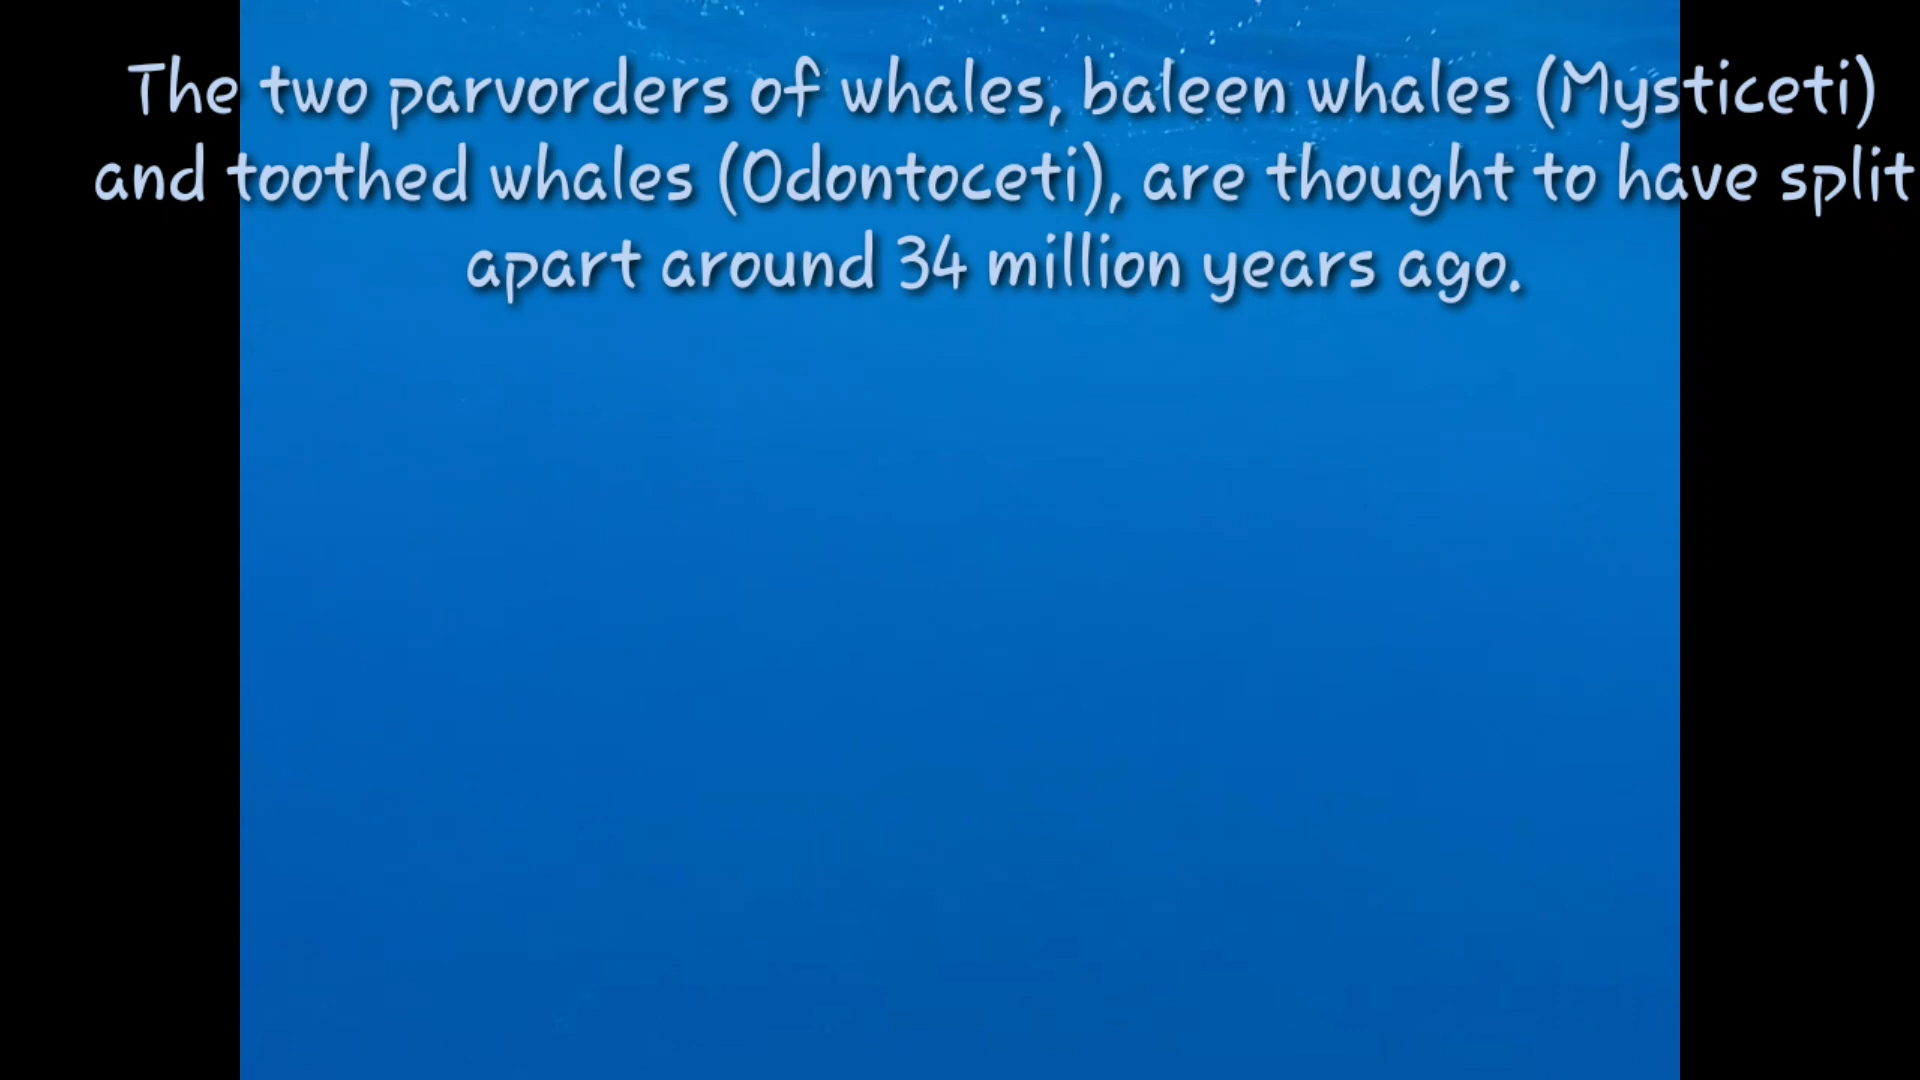 The two parvorders of whales, baleen whales (Mysticeti)
and toothed whales (Odontoceti), are thought to have split
apart around 34 million years ago.